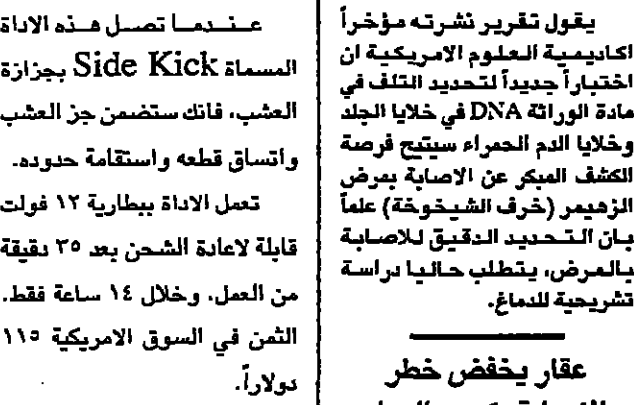 يقول تقرير نشرته مؤخراً
اكاديمية العلوم الامريكية ان
اختباراً جديداً لتحديد التلف في
مادة الوراثة DNA في خلايا الجلد
وخلايا الدم الحمراء سيتيح فرصة
الكشف المبكر عن الاصابة بمرض
الزهيمر (خرف الشيخوخة) علماً
بان التحديد الدقيق للاصابة
بالمرض، يتطلب حاليا دراسة
تشريحية للدماغ.
عقار يخفض خطر
عندما تصل هذه الاداة
المسماة Side Kick بجزازة
العشب، فانك ستضمن جز العشب
واتساق قطعه واستقامة حدوده.
تعمل الاداة ببطارية ١٢ فولت
قابلة لاعادة الشحن بعد ٣٥ دقيقة
من العمل، وخلال ١٤ ساعة فقط.
الثمن في السوق الامريكية ١١٥
دولاراً.